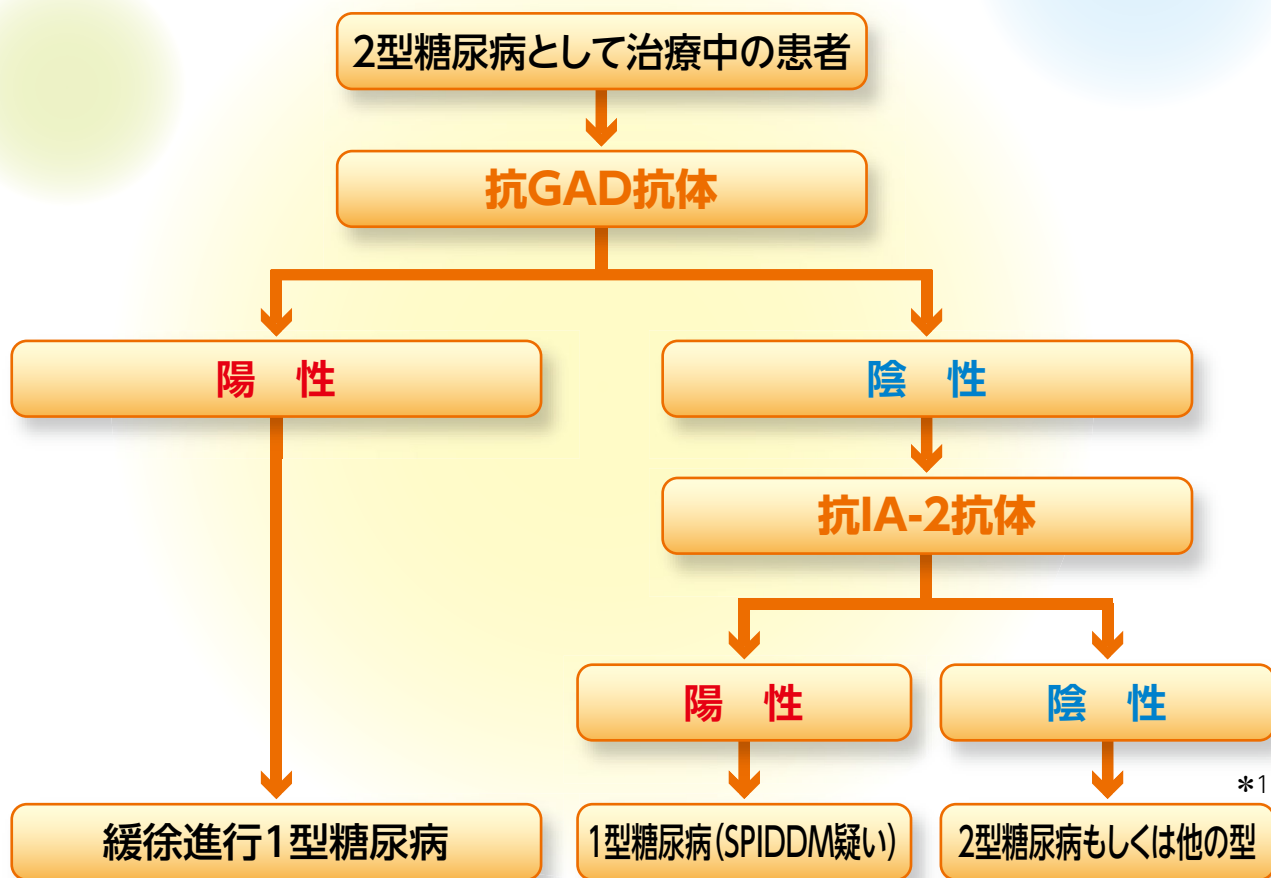 2型糖尿病として治療中の患者
抗GAD抗体
陽 性
陰 性
抗IA-2抗体
陽 性
陰 性
*1
緩徐進行1型糖尿病
1型糖尿病(SPIDDM疑い)
2型糖尿病もしくは他の型